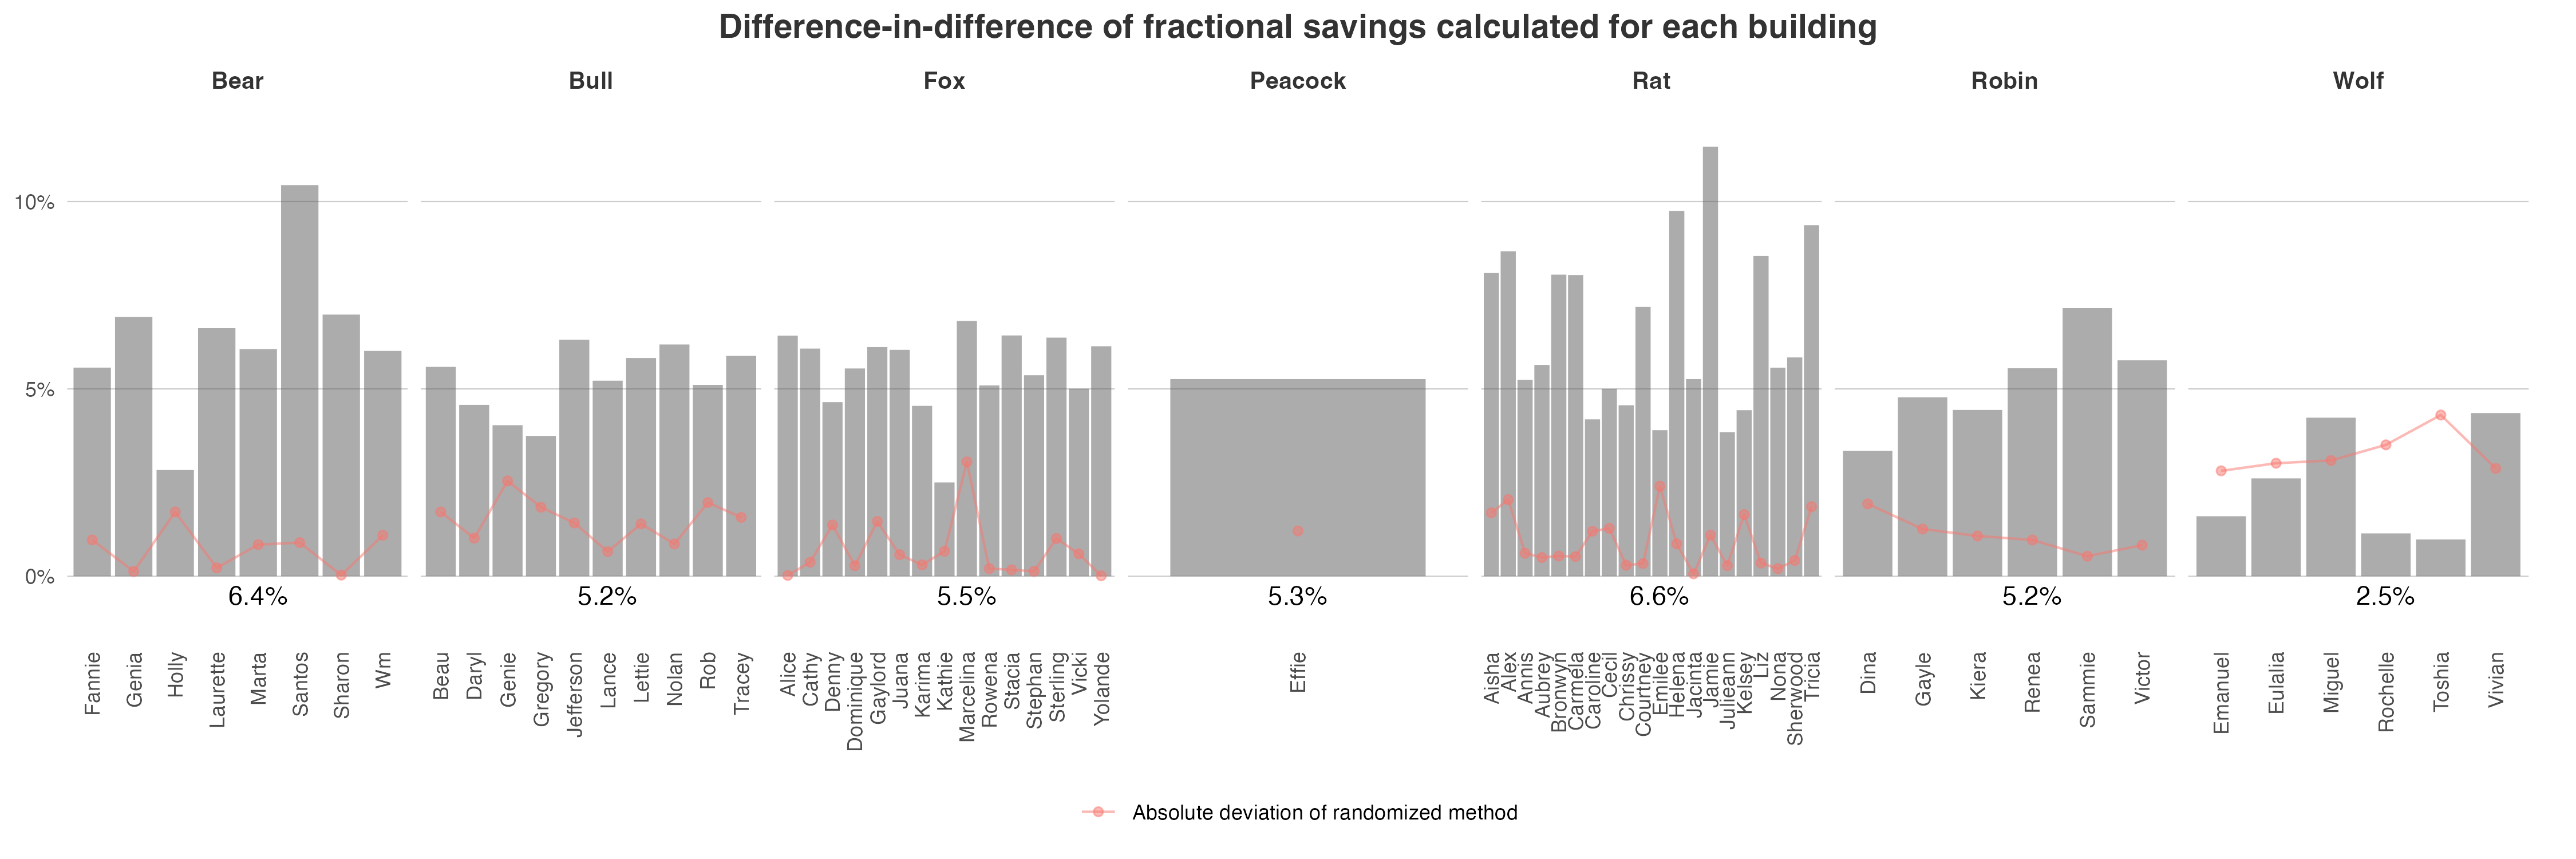 Difference-in-difference of fractional savings calculated for each building
Bear Bull Fox Peacock Rat Robin Wolf
10%
5%
0%
6.4% 5.2% 5.5% 5.3% 6.6% 5.2% 2.5%
Fannie Genia Holly Laurette Marta Santos Sharon Wm
Beau Daryl Genie Gregory Jefferson Lance Lettie Nolan Rob Tracey
Alice Cathy Denny Dominique Gaylord Juana Karima Kathie Marcelina Rowena Stacia Stephan Sterling Vicki Yolande
Effie
Aisha Alex Annis Aubrey Bronwyn Carmela Caroline Cecil Chrissy Courtney Emilee Helena Jacinta Jamie Julieann Kelsey Liz Nona Sherwood Tricia
Dina Gayle Kiera Renea Sammie Victor
Emanuel Eulalia Miguel Rochelle Toshia Vivian
Absolute deviation of randomized method